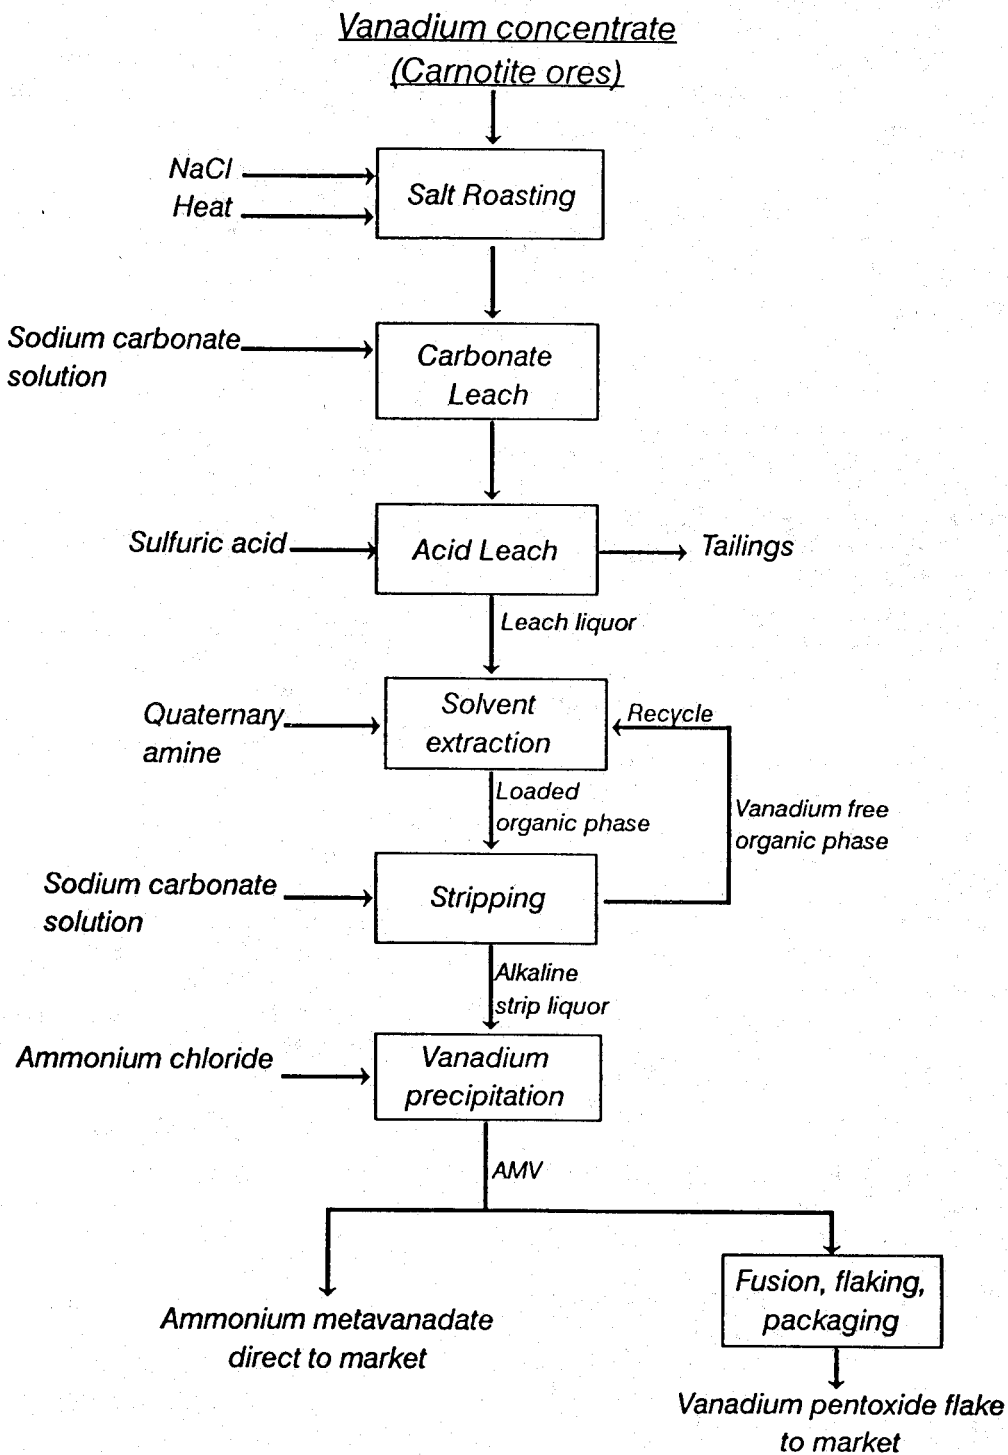 Vanadium concentrate
(Carnotite ores)
NaCl
Heat
Salt Roasting
Sodium carbonate
solution
Carbonate
Leach
Sulfuric acid
Acid Leach
Tailings
Leach liquor
Quaternary
amine
Solvent
extraction
Recycle
Loaded
organic phase
Vanadium free
organic phase
Sodium carbonate
solution
Stripping
Alkaline
strip liquor
Ammonium chloride
Vanadium
precipitation
AMV
Ammonium metavanadate
direct to market
Fusion, flaking,
packaging
Vanadium pentoxide flake
to market